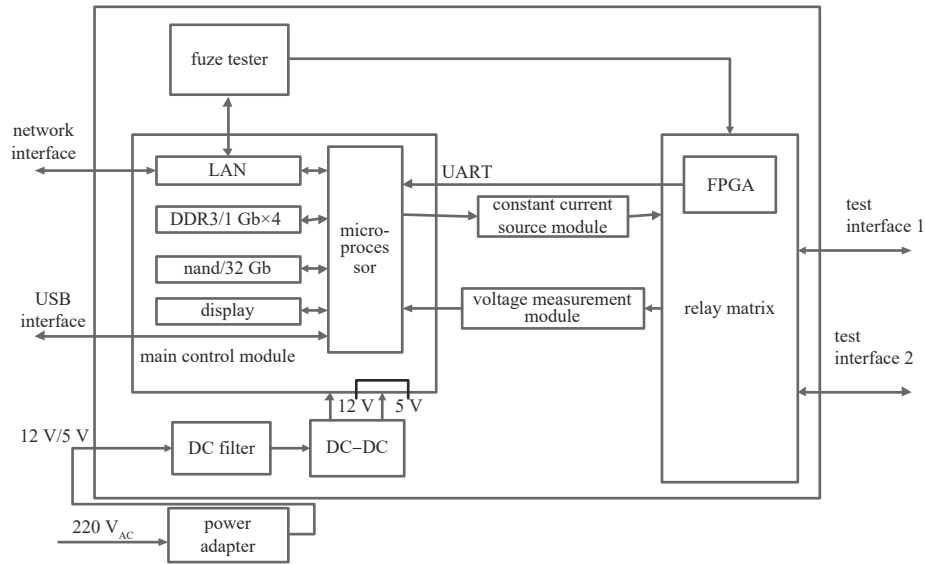 fuze tester
network
interface
LAN
UART
FPGA
DDR3/1 Gb×4
micro-
proces
sor
constant current
source module
test
interface 1
nand/32 Gb
USB
interface
display
voltage measurement
module
relay matrix
main control module
test
interface 2
12 V
5 V
12 V/5 V
DC filter
DC−DC
220 V_AC
power
adapter